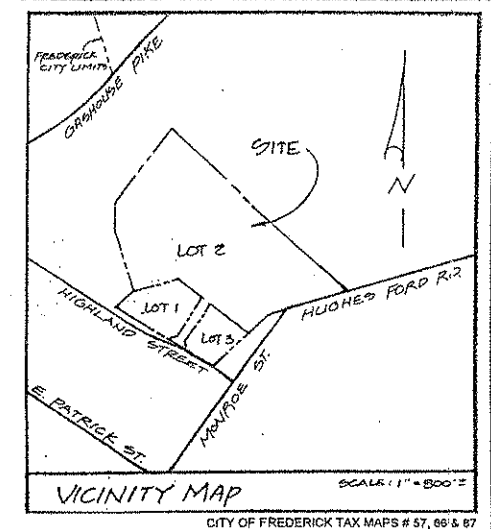 FREDERICK
CITY LIMITS
GASHOUSE PIKE
SITE
N
LOT 2
LOT 1
LOT 3
HUGHES FORD RD.
HIGHLAND STREET
MONROE ST.
E. PATRICK ST.
VICINITY MAP
SCALE: 1" = 800'±
CITY OF FREDERICK TAX MAPS # 57, 66 & 67